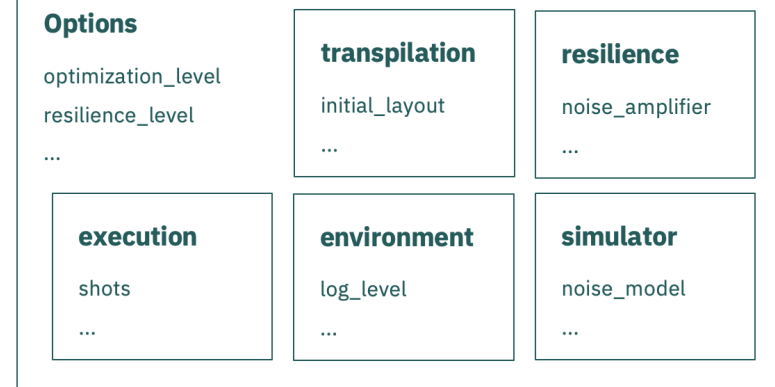 Options
optimization_level
resilience_level
...
transpilation
initial_layout
...
resilience
noise_amplifier
...
execution
shots
...
environment
log_level
...
simulator
noise_model
...